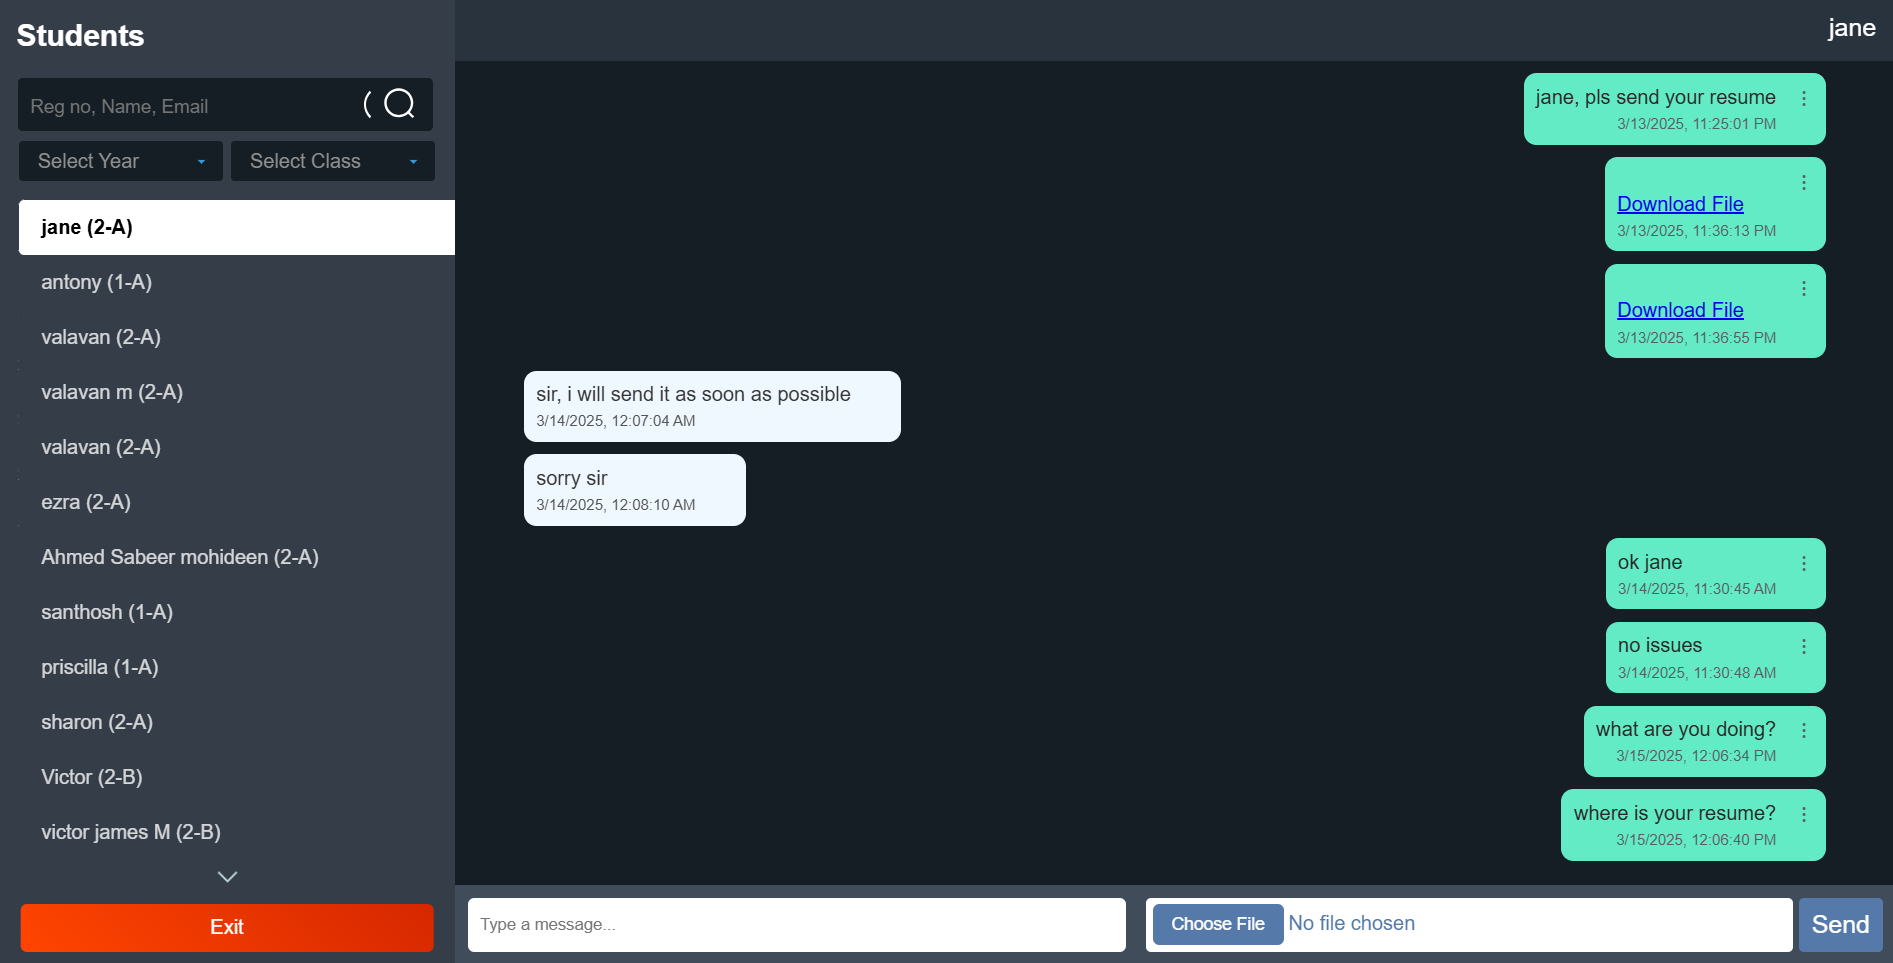 Students
Reg no, Name, Email
Select Year
Select Class
jane (2-A)
antony (1-A)
valavan (2-A)
valavan m (2-A)
valavan (2-A)
ezra (2-A)
Ahmed Sabeer mohideen (2-A)
santhosh (1-A)
priscilla (1-A)
sharon (2-A)
Victor (2-B)
victor james M (2-B)
Exit
jane
jane, pls send your resume
3/13/2025, 11:25:01 PM
Download File
3/13/2025, 11:36:13 PM
Download File
3/13/2025, 11:36:55 PM
sir, i will send it as soon as possible
3/14/2025, 12:07:04 AM
sorry sir
3/14/2025, 12:08:10 AM
ok jane
3/14/2025, 11:30:45 AM
no issues
3/14/2025, 11:30:48 AM
what are you doing?
3/15/2025, 12:06:34 PM
where is your resume?
3/15/2025, 12:06:40 PM
Type a message...
Choose File No file chosen
Send